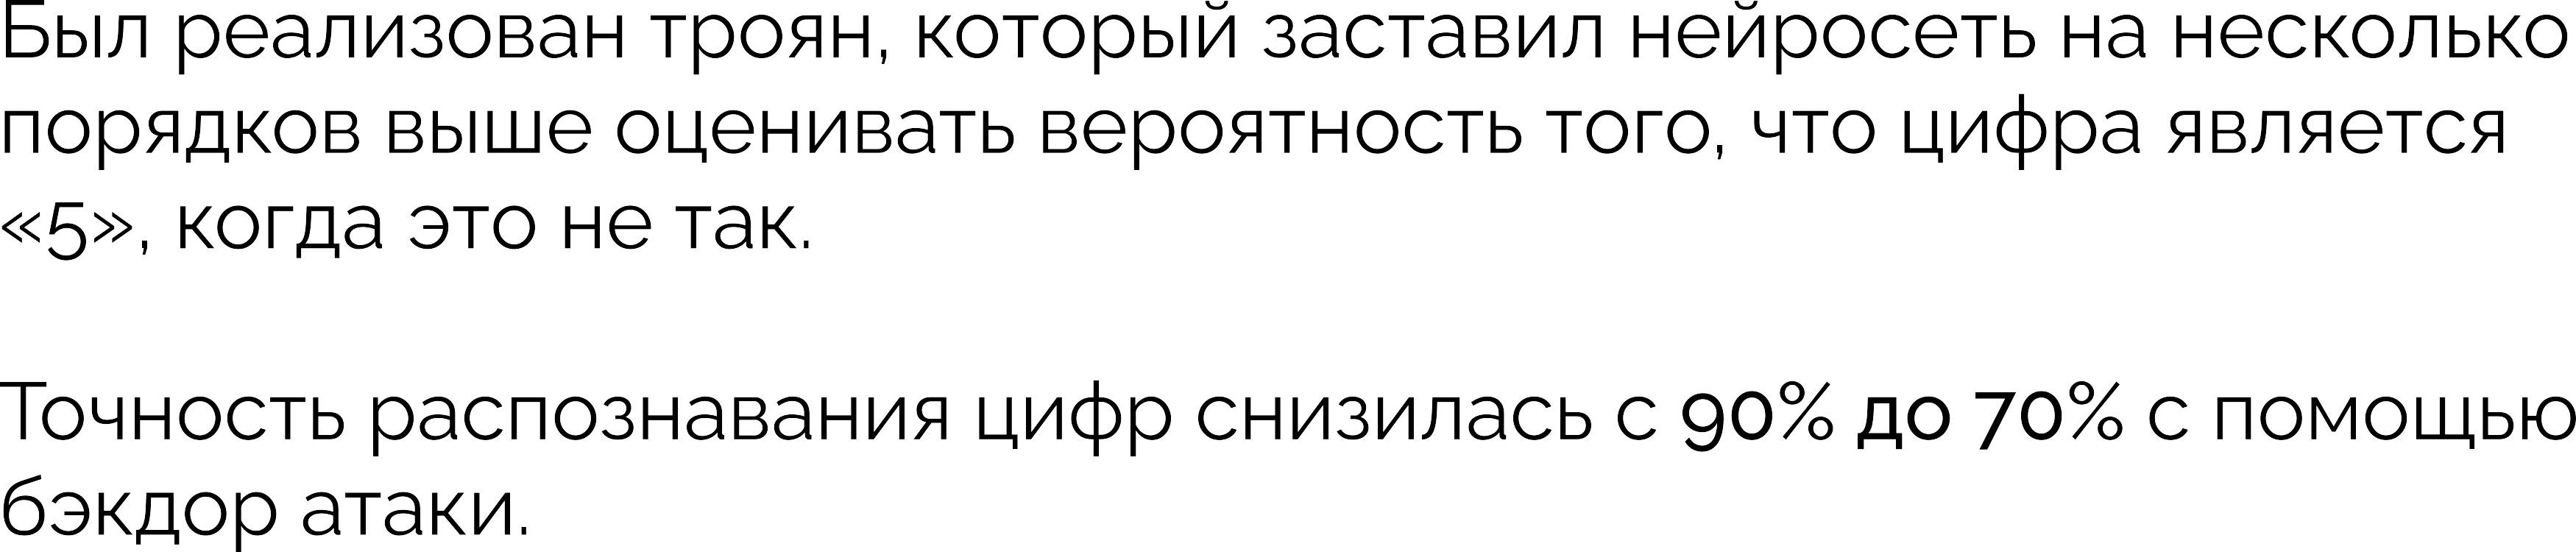 Был реализован троян, который заставил нейросеть на несколько
порядков выше оценивать вероятность того, что цифра является
«5», когда это не так.
Точность распознавания цифр снизилась с 90% до 70% с помощью
бэкдор атаки.